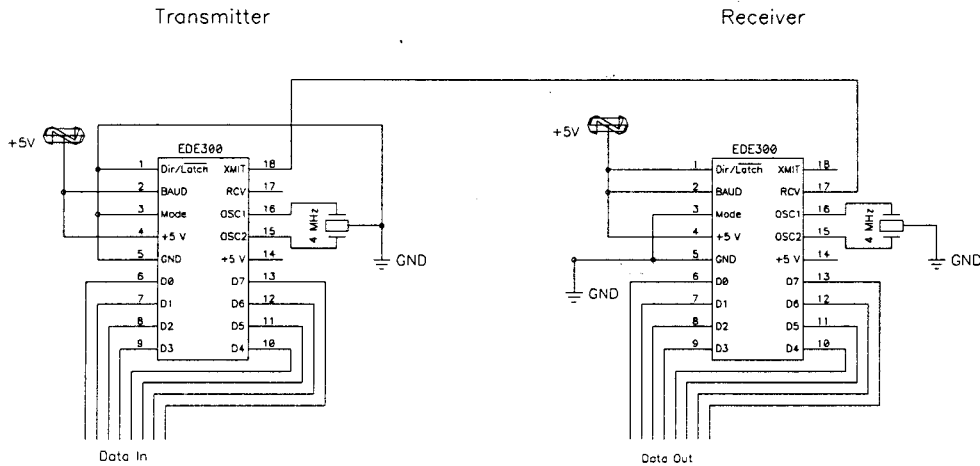 Transmitter
Receiver
+5V
EDE300
1 Dir/Latch XMIT 18
2 BAUD RCV 17
3 Mode OSC1 16
4 +5 V OSC2 15
5 GND +5 V 14
6 D0 D7 13
7 D1 D6 12
8 D2 D5 11
9 D3 D4 10
4 MHz
GND
Data In
+5V
EDE300
1 Dir/Latch XMIT 18
2 BAUD RCV 17
3 Mode OSC1 16
4 +5 V OSC2 15
5 GND +5 V 14
6 D0 D7 13
7 D1 D6 12
8 D2 D5 11
9 D3 D4 10
4 MHz
GND
GND
Data Out